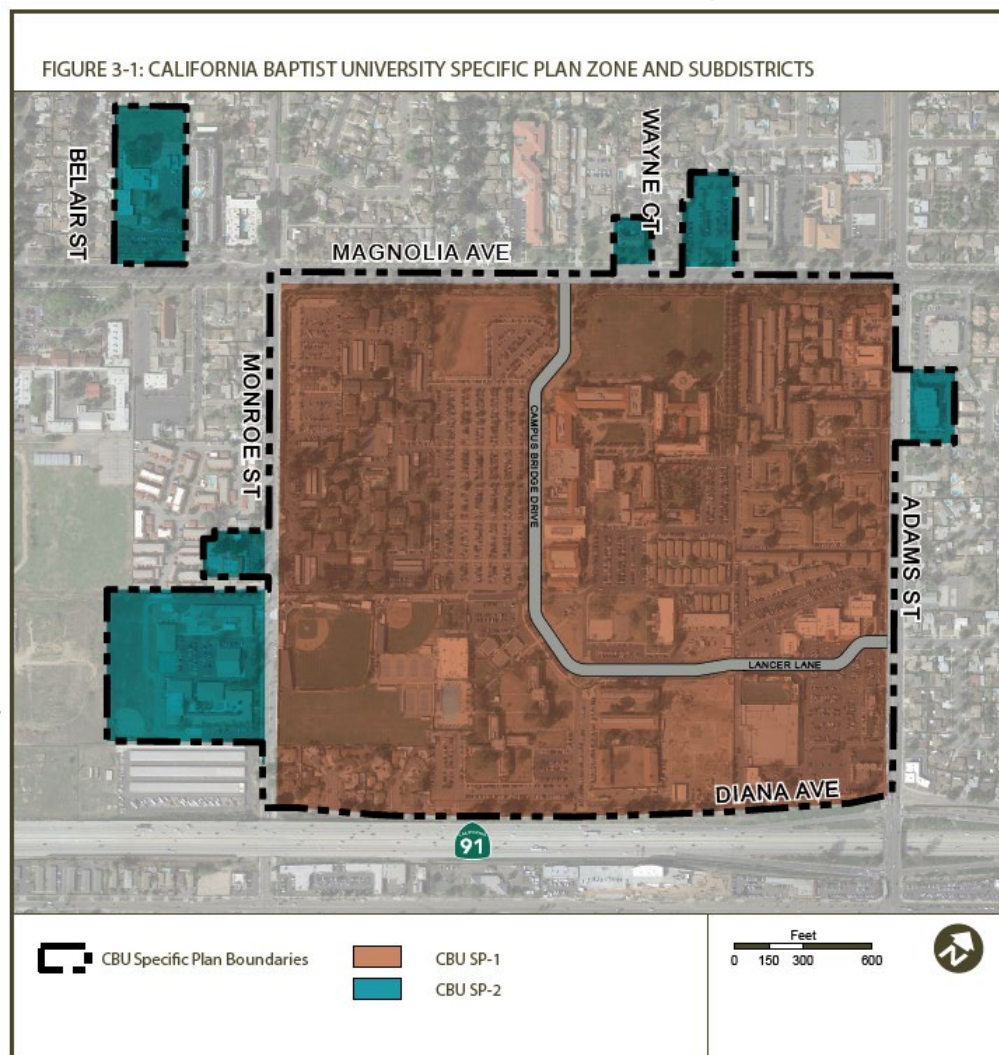 FIGURE 3-1: CALIFORNIA BAPTIST UNIVERSITY SPECIFIC PLAN ZONE AND SUBDISTRICTS
BELAIR ST
WAYNE CT
MAGNOLIA AVE
MONROE ST
CAMPUS BRIDGE DRIVE
ADAMS ST
LANCER LANE
DIANA AVE
CALIFORNIA
91
CBU Specific Plan Boundaries
CBU SP-1
CBU SP-2
Feet
0 150 300 600
N